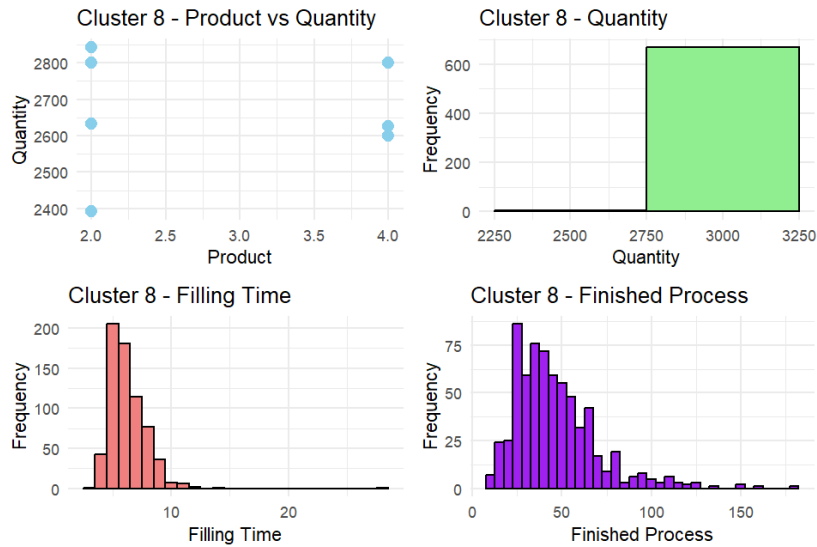 Cluster 8 - Product vs Quantity
Quantity
2800
2700
2600
2500
2400
2.0 2.5 3.0 3.5 4.0
Product
Cluster 8 - Quantity
Frequency
600
400
200
0
2250 2500 2750 3000 3250
Quantity
Cluster 8 - Filling Time
Frequency
200
150
100
50
0
10 20
Filling Time
Cluster 8 - Finished Process
Frequency
75
50
25
0
0 50 100 150
Finished Process